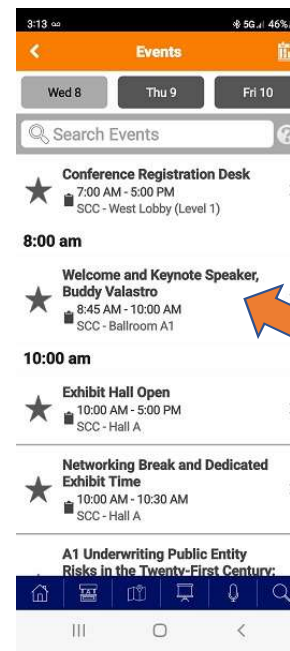 3:13
5G 46%
Events
Wed 8
Thu 9
Fri 10
Search Events
?
Conference Registration Desk
7:00 AM - 5:00 PM
SCC - West Lobby (Level 1)
8:00 am
Welcome and Keynote Speaker,
Buddy Valastro
8:45 AM - 10:00 AM
SCC - Ballroom A1
10:00 am
Exhibit Hall Open
10:00 AM - 5:00 PM
SCC - Hall A
Networking Break and Dedicated
Exhibit Time
10:00 AM - 10:30 AM
SCC - Hall A
A1 Underwriting Public Entity
Risks in the Twenty-First Century: